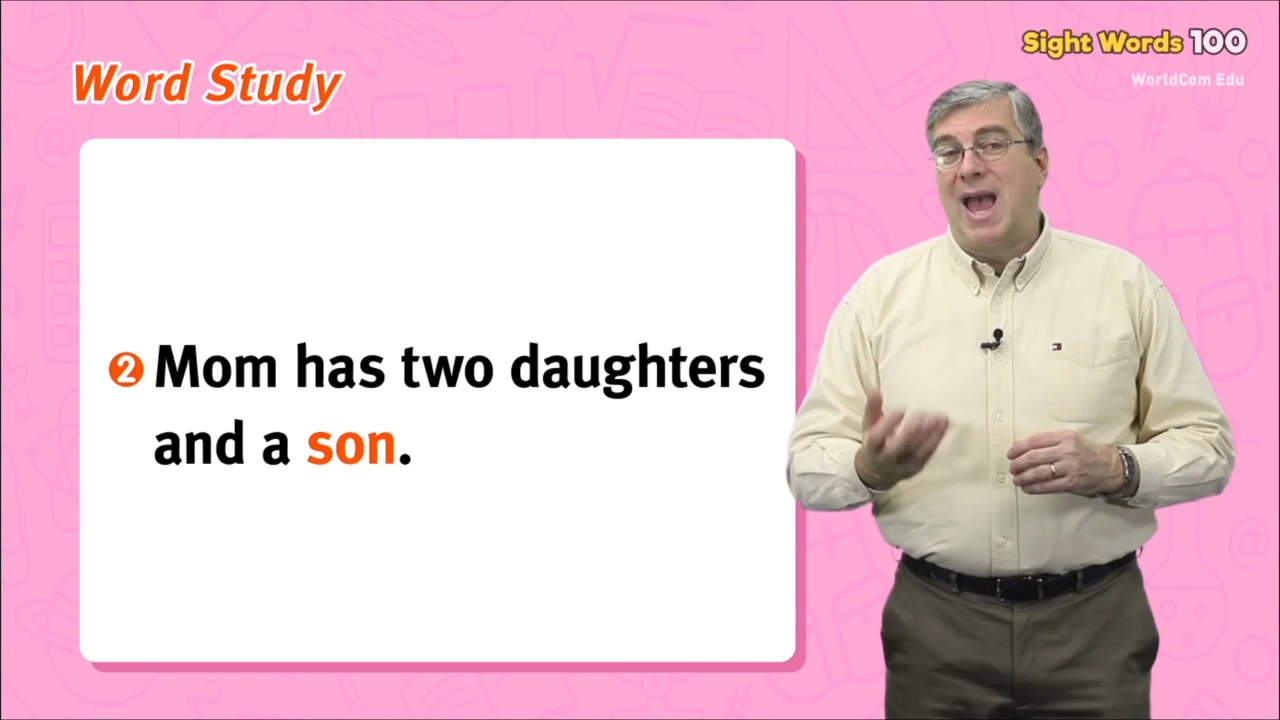 Sight Words 100
WorldCom Edu
Word Study
2 Mom has two daughters
and a son.